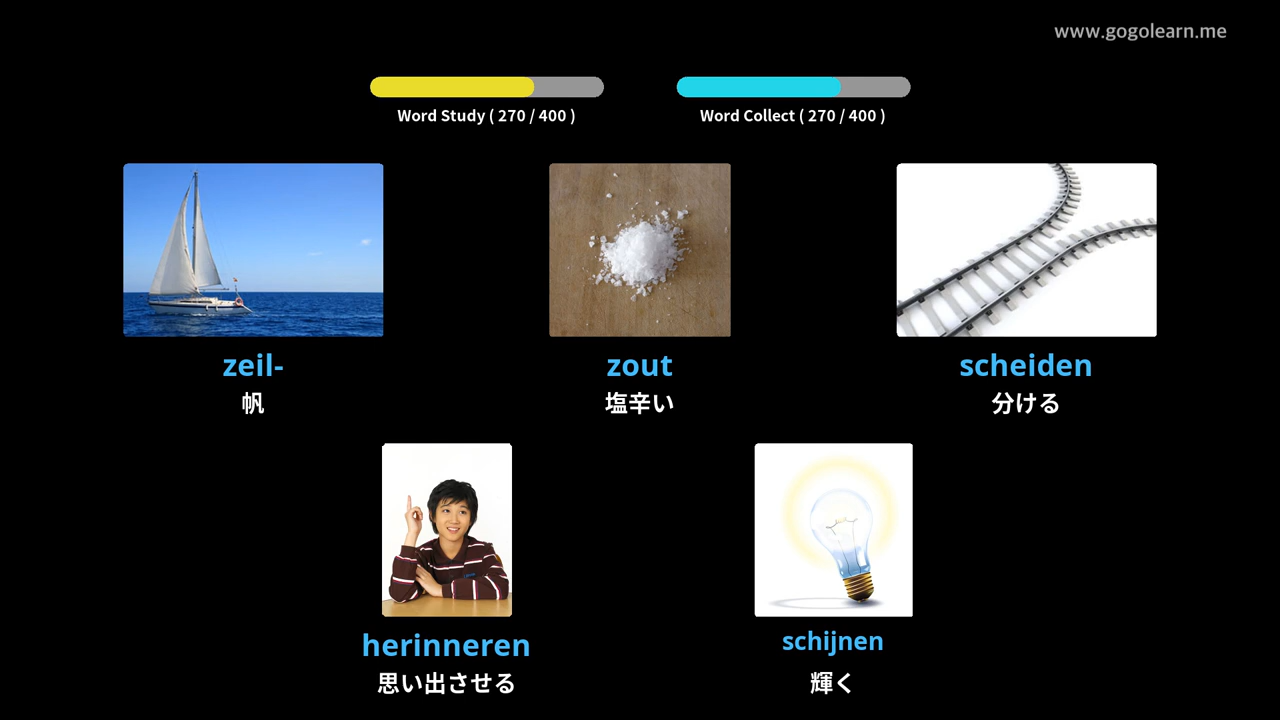 www.gogolearn.me
Word Study ( 270 / 400 )
Word Collect ( 270 / 400 )
zeil-
帆
zout
塩辛い
scheiden
分ける
herinneren
思い出させる
schijnen
輝く